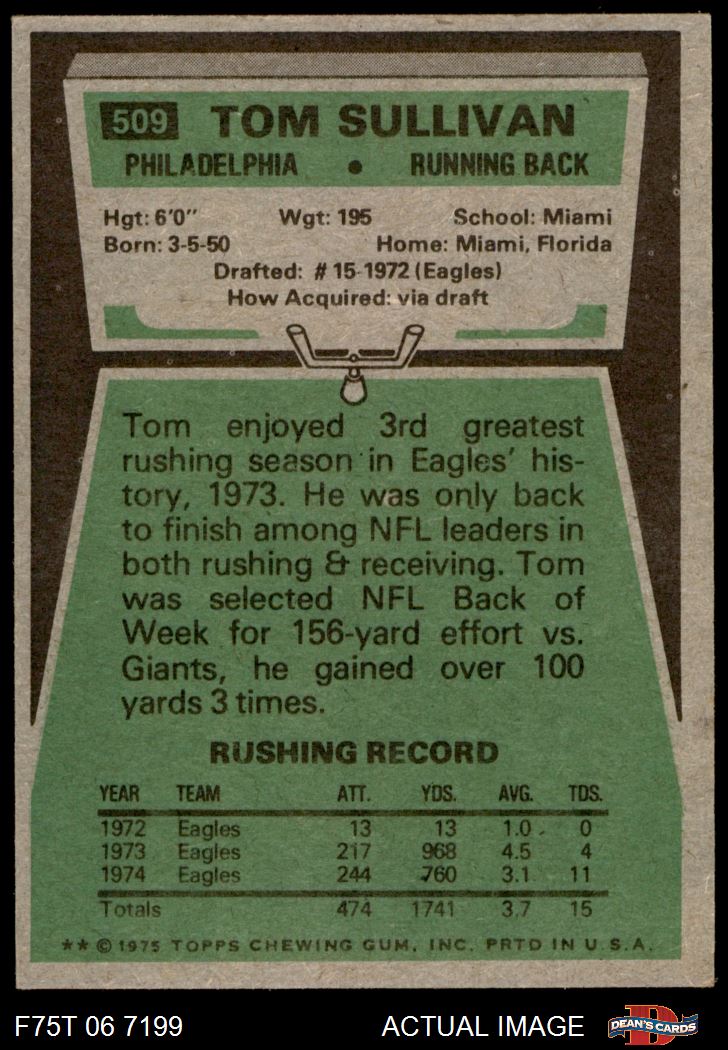 509 TOM SULLIVAN
PHILADELPHIA • RUNNING BACK
Hgt: 6'0" Wgt: 195 School: Miami
Born: 3-5-50 Home: Miami, Florida
Drafted: # 15-1972 (Eagles)
How Acquired: via draft
Tom enjoyed 3rd greatest
rushing season in Eagles' his-
tory, 1973. He was only back
to finish among NFL leaders in
both rushing & receiving. Tom
was selected NFL Back of
Week for 156-yard effort vs.
Giants, he gained over 100
yards 3 times.
RUSHING RECORD
YEAR TEAM ATT. YDS. AVG. TDS.
1972 Eagles 13 13 1.0 0
1973 Eagles 217 968 4.5 4
1974 Eagles 244 760 3.1 11
Totals 474 1741 3.7 15
** © 1975 TOPPS CHEWING GUM, INC. PRTD IN U.S.A.
F75T 06 7199 ACTUAL IMAGE D DEAN'S CARDS